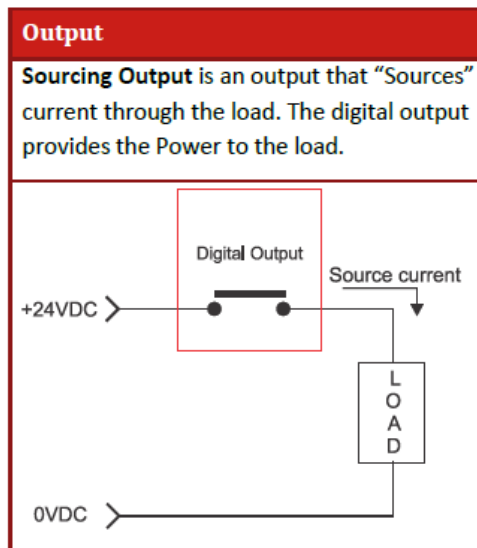 Output
Sourcing Output is an output that “Sources”
current through the load. The digital output
provides the Power to the load.
Digital Output
Source current
+24VDC
L
O
A
D
0VDC